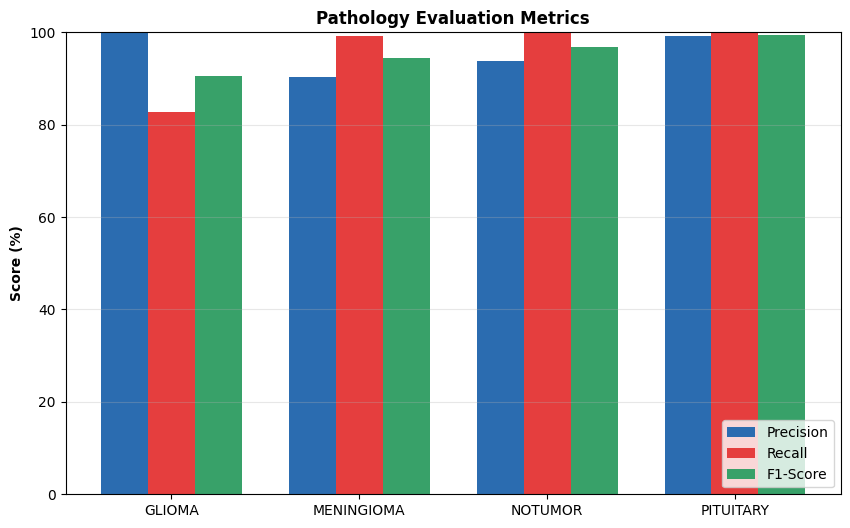 Pathology Evaluation Metrics
100
80
60
40
20
0
Score (%)
GLIOMA
MENINGIOMA
NOTUMOR
PITUITARY
Precision
Recall
F1-Score